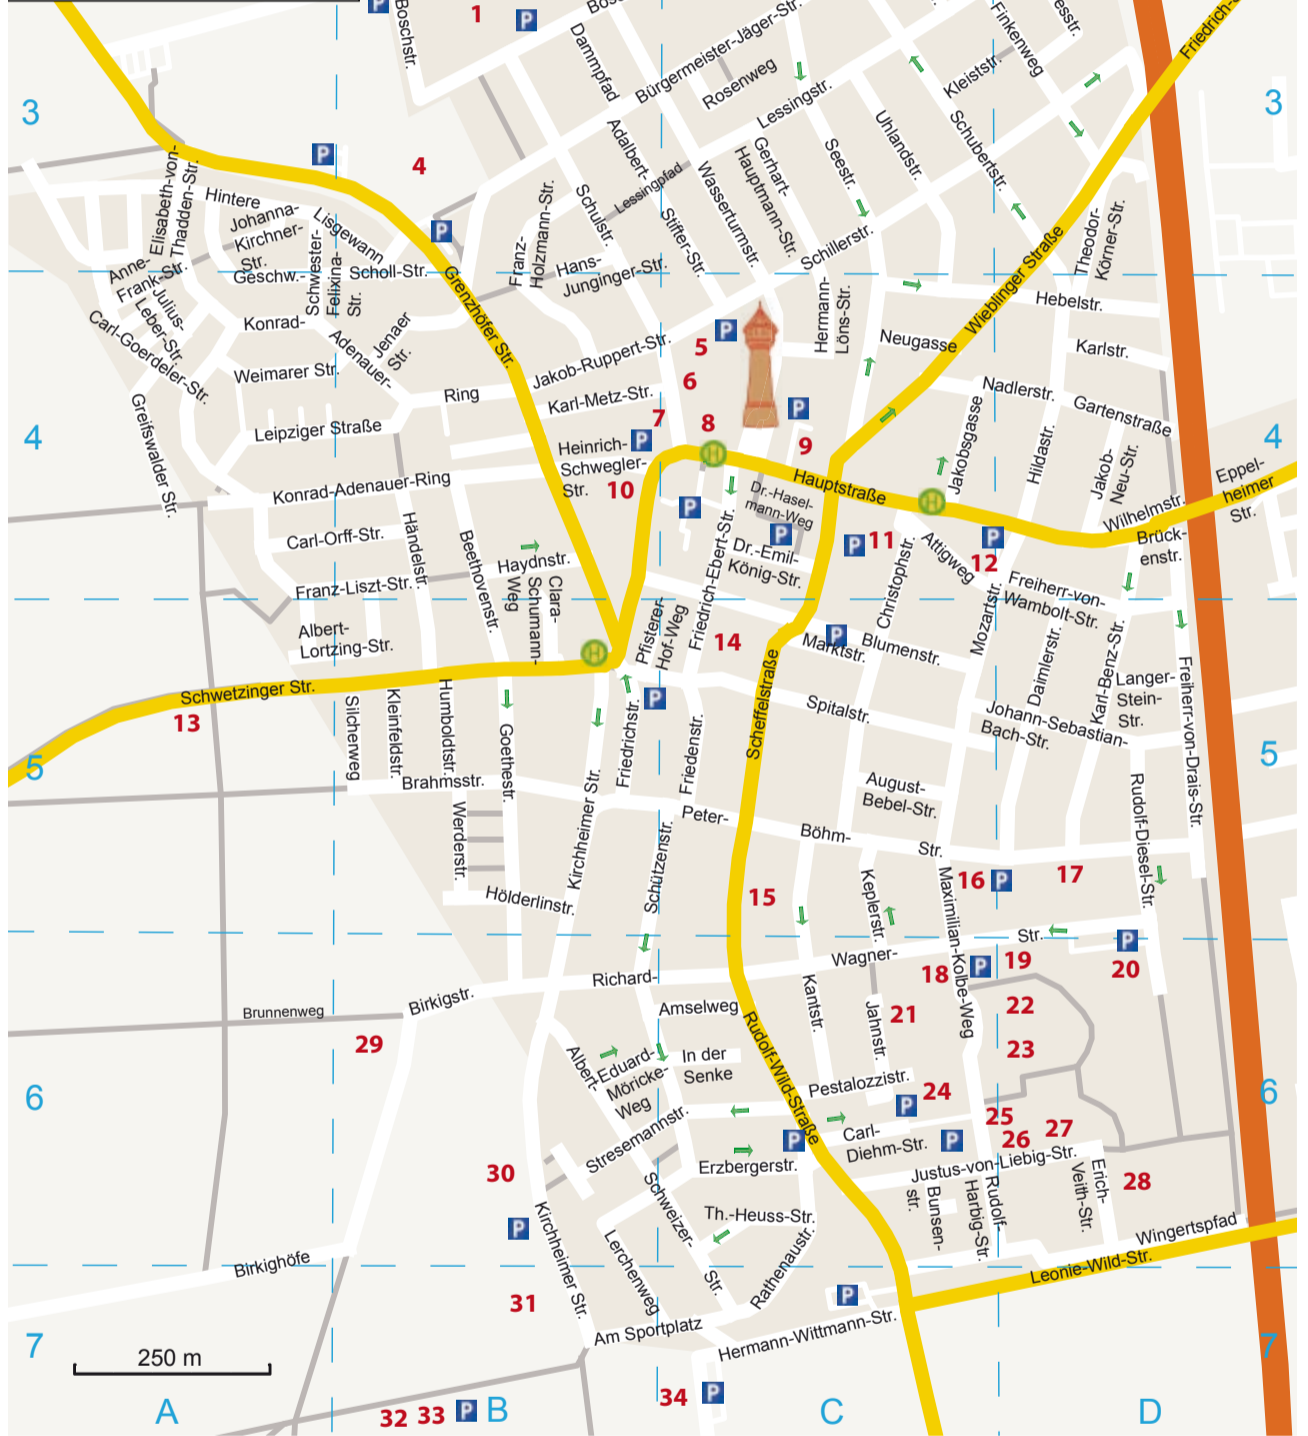 Boschstr.
1
P
P
Dammpfad
Bürgermeister-Jäger-Str.
Rosenweg
Lessingstr.
Finkenweg
Kleiststr.
Friedrich-
3
3
P
4
P
Adalbert-
Stifter-Str.
Lessingpfad
Schulstr.
Wasserturmstr.
Gerhart-
Hauptmann-Str.
Seestr.
Uhlandstr.
Schubertstr.
Schillerstr.
Theodor-
Körner-Str.
Elisabeth-von-
Thadden-Str.
Hintere
Lisgewann
Johanna-
Kirchner-
Str.
Schwester-
Felixina-
Str.
Geschw.-
Scholl-Str.
Anne-
Frank-Str.
Julius-
Leber-Str.
Carl-Goerdeler-Str.
Franz-
Holzmann-Str.
Hans-
Junginger-Str.
Grenzhöfer Str.
Hermann-
Löns-Str.
Wieblinger Straße
Hebelstr.
Neugasse
Karlstr.
Konrad-
Adenauer-
Ring
Jenaer
Str.
Weimarer Str.
Jakob-Ruppert-Str.
Karl-Metz-Str.
5
P
6
7
8
P
9
Nadlerstr.
Gartenstraße
Greifswalder Str.
Leipziger Straße
4
4
Heinrich-
Schwegler-
Str.
P
10
H
Hauptstraße
H
Jakobsgasse
Hildastr.
Jakob-
Neu-Str.
Wilhelmstr.
Eppel-
heimer
Str.
Konrad-Adenauer-Ring
Carl-Orff-Str.
Händelstr.
Beethovenstr.
Haydnstr.
Franz-Liszt-Str.
Clara-
Schumann-
Weg
P
Dr.-Hasel-
mann-Weg
P
P
11
Dr.-Emil-
König-Str.
Friedrich-Ebert-Str.
Christophstr.
Attigweg
P
12
Brück-
enstr.
Freiherr-von-
Wambolt-Str.
Albert-
Lortzing-Str.
H
Pfisterer-
Hof-Weg
14
P
Marktstr.
Blumenstr.
Mozartstr.
Daimlerstr.
Karl-Benz-Str.
Langer-
Stein-
Str.
Freiherr-von-Drais-Str.
Schwetzinger Str.
13
Silcherweg
Kleinfeldstr.
Humboldtstr.
Goethestr.
Friedrichstr.
P
Friedenstr.
Scheffelstraße
Spitalstr.
Johann-Sebastian-
Bach-Str.
5
5
Brahmsstr.
Werderstr.
Kirchheimer Str.
Schützenstr.
Peter-
Böhm-
Str.
August-
Bebel-Str.
Rudolf-Diesel-Str.
Hölderlinstr.
15
Keplerstr.
Maximilian-Kolbe-Weg
16
P
17
Richard-
Wagner-
Str.
P
20
18
P
19
Birkigstr.
Brunnenweg
29
Amselweg
Kantstr.
Jahnstr.
21
22
23
Albert-
Eduard-
Möricke-
Weg
In der
Senke
Rudolf-Wild-Straße
Pestalozzistr.
24
P
6
6
Stresemannstr.
Erzbergerstr.
P
Carl-
Diehm-Str.
P
25
26
27
Justus-von-Liebig-Str.
28
Bunsen-
str.
Rudolf-
Harbig-Str.
Erich-
Veith-Str.
30
P
Kirchheimer Str.
Schweizer-
Str.
Th.-Heuss-Str.
Lerchenweg
Rathenaustr.
Wingertspfad
Leonie-Wild-Str.
Birkighöfe
31
P
Am Sportplatz
Hermann-Wittmann-Str.
7
7
250 m
34
P
A
32
33
P
B
C
D